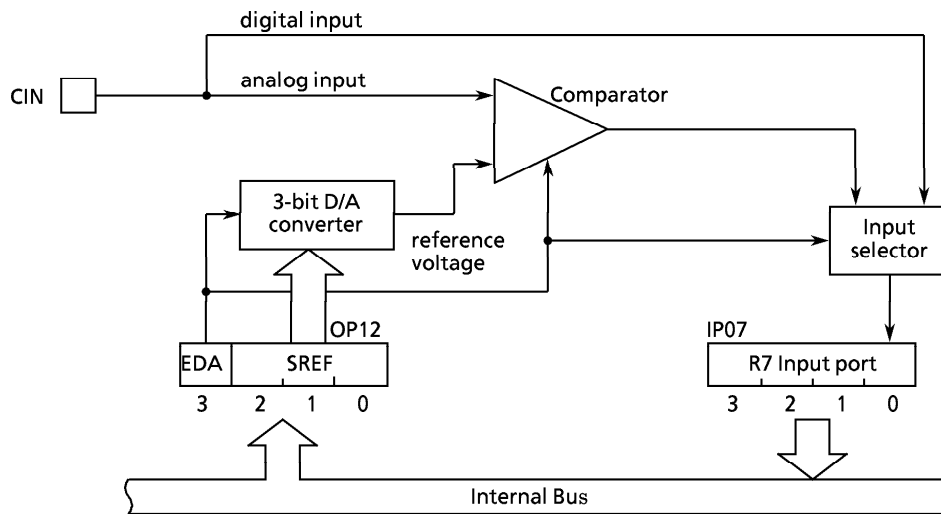 digital input
CIN
analog input
Comparator
3-bit D/A
converter
reference
voltage
Input
selector
OP12
IP07
EDA
SREF
R7 Input port
3 2 1 0
3 2 1 0
Internal Bus